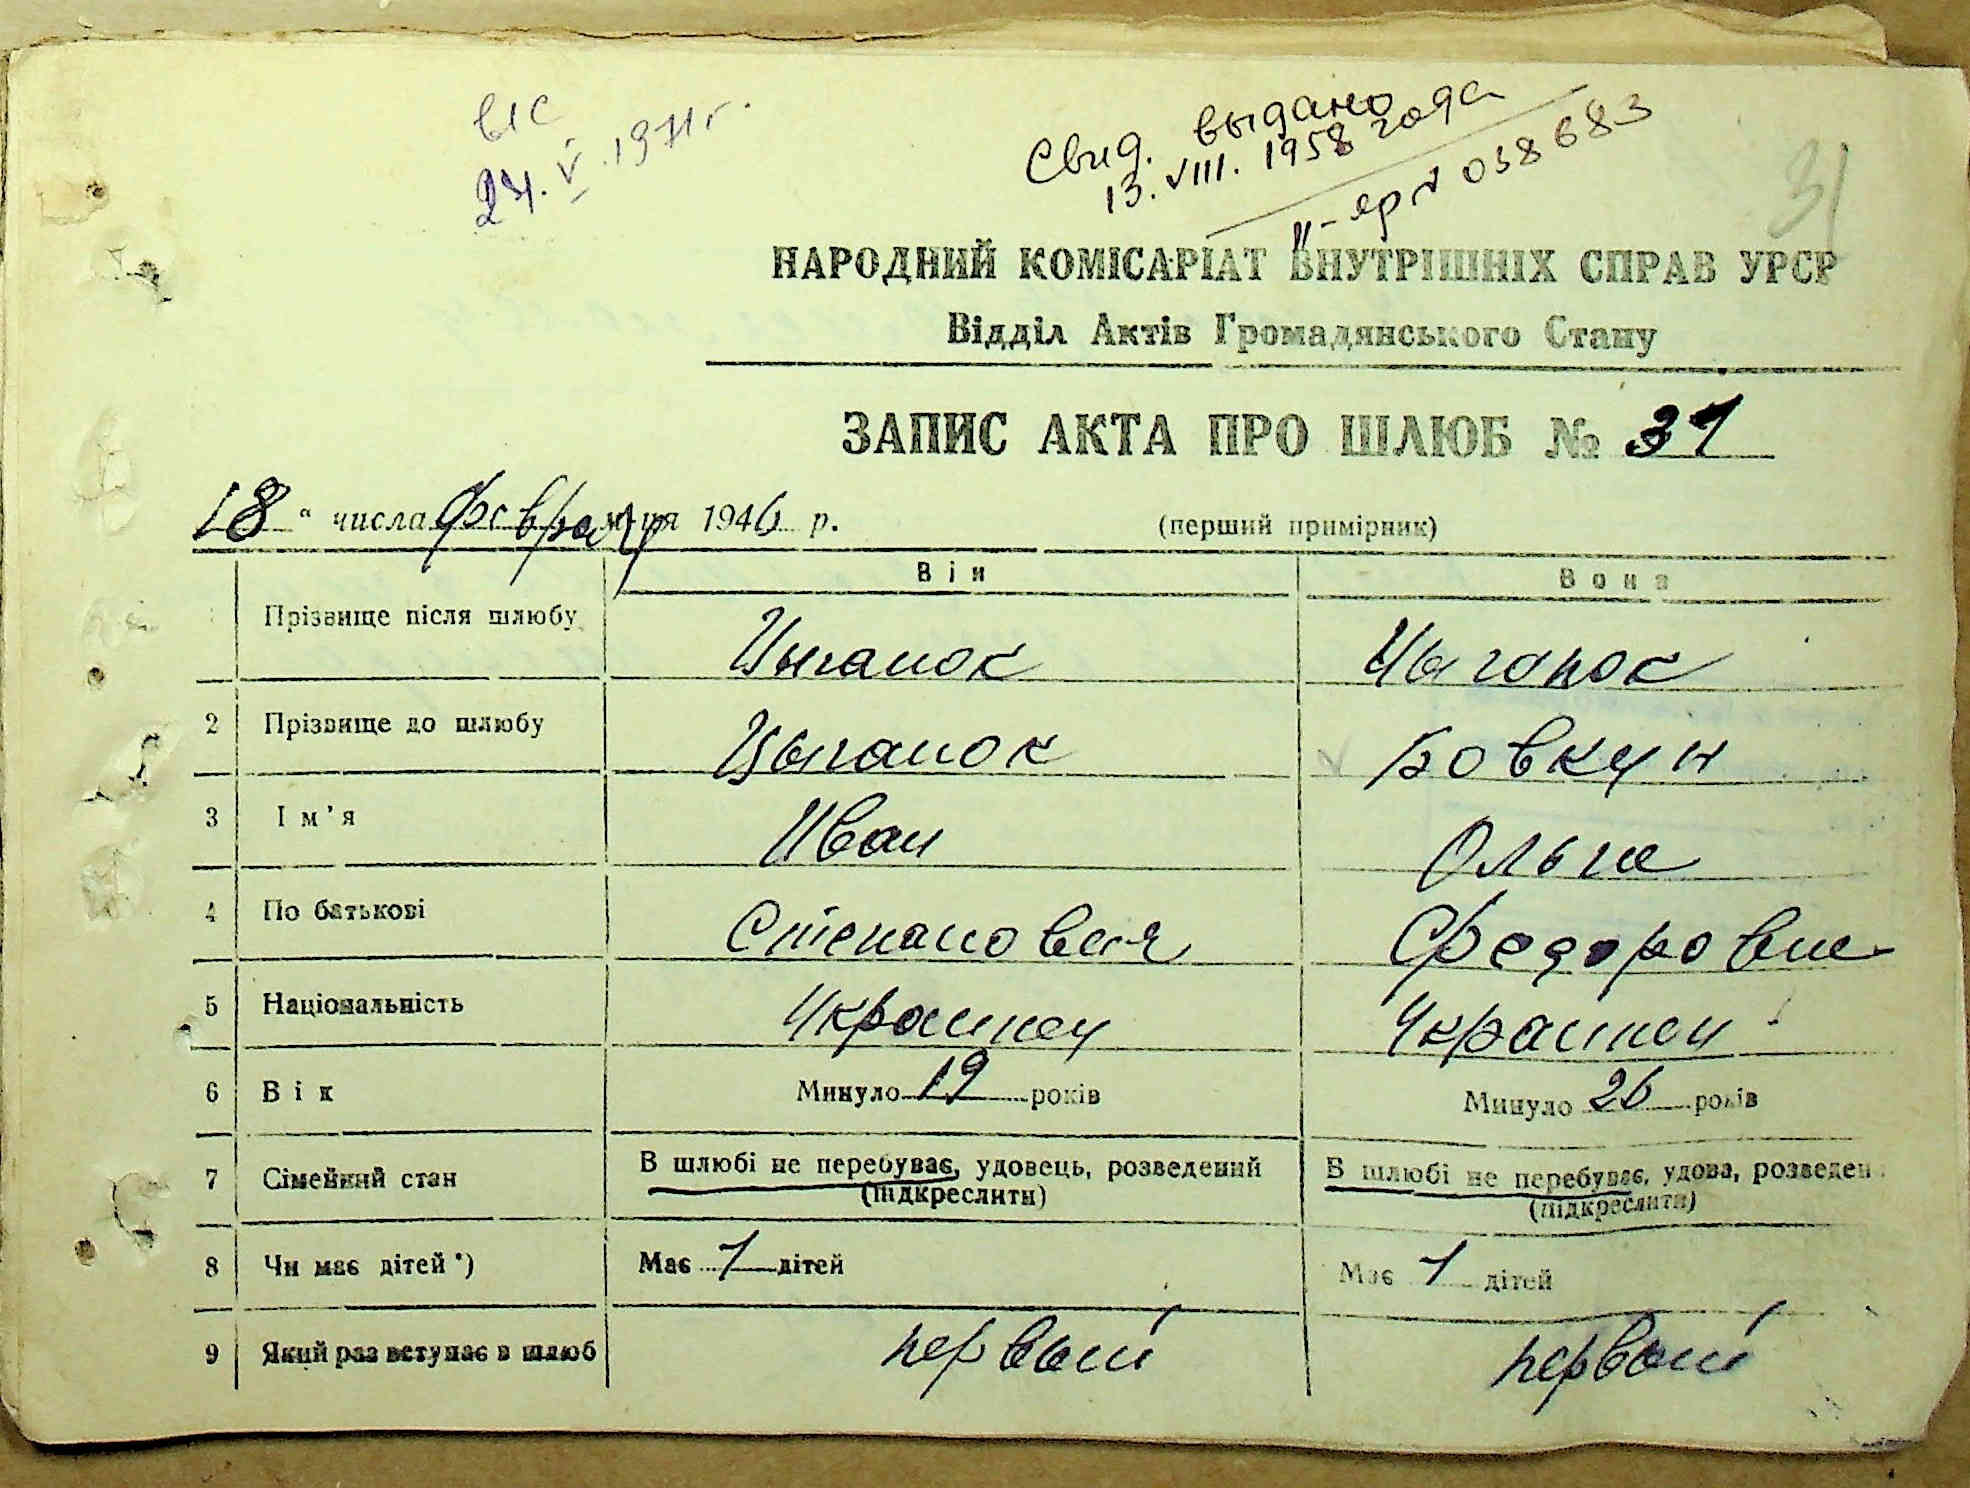 в/с
24. V. 1971 г.
Свид. выдано
13. VIII. 1958 года
II-яр № 038683
31
НАРОДНИЙ КОМІСАРІАТ ВНУТРІШНІХ СПРАВ УРСР
Відділ Актів Громадянського Стану
ЗАПИС АКТА ПРО ШЛЮБ № 31
18 " числа февраля м-ця 1946 р. (перший примірник)
Він Вона
Прізвище після шлюбу Цыганок Цыганок
2 Прізвище до шлюбу Цыганок Бовкун
3 Ім'я Иван Ольга
4 По батькові Степанович Федоровна
5 Національність Украинец Украинец
6 Вік Минуло 19 років Минуло 26 років
7 Сімейний стан В шлюбі не перебуває, удовець, розведений В шлюбі не перебуває, удова, розведен
(підкреслити) (підкреслити)
8 Чи має дітей *) Має 1 дітей Має 1 дітей
9 Який раз вступає в шлюб первый первый